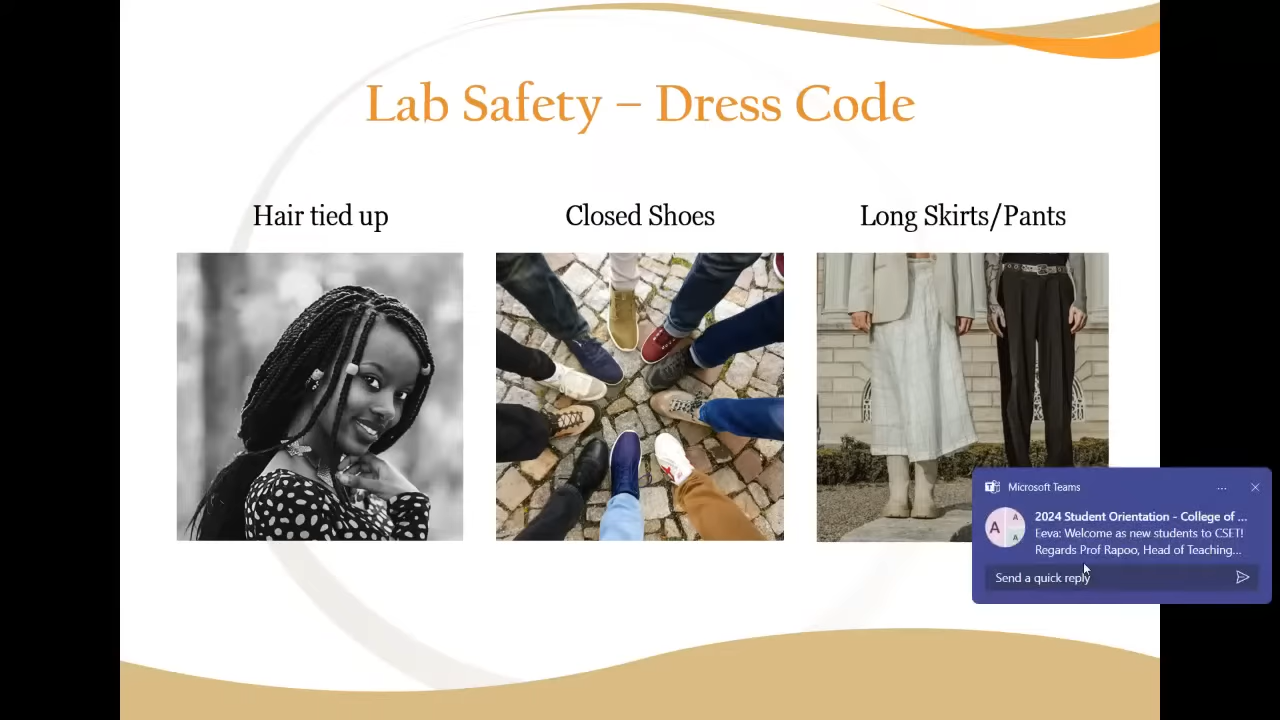 Lab Safety – Dress Code
Hair tied up
Closed Shoes
Long Skirts/Pants
Microsoft Teams
2024 Student Orientation - College of ...
Eeva: Welcome as new students to CSET!
Regards Prof Rapoo, Head of Teaching...
Send a quick reply
A
A
A